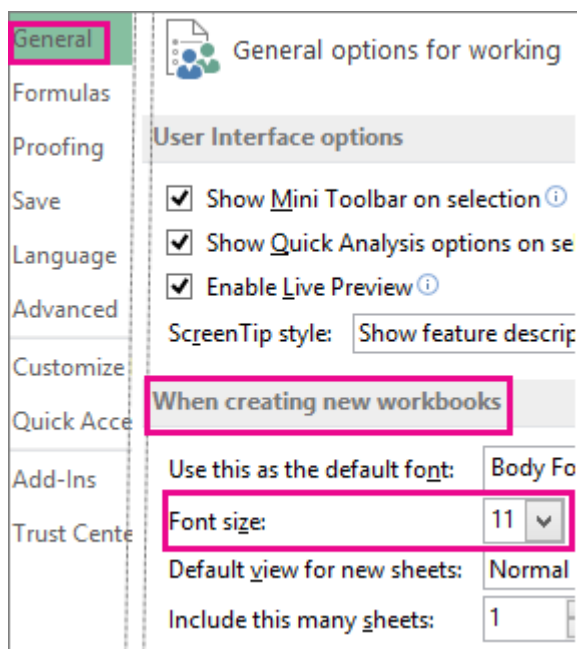 General
Formulas
Proofing
Save
Language
Advanced
Customize
Quick Acce
Add-Ins
Trust Cente
General options for working
User Interface options
Show Mini Toolbar on selection
Show Quick Analysis options on se
Enable Live Preview
ScreenTip style: Show feature descrip
When creating new workbooks
Use this as the default font: Body Fo
Font size: 11
Default view for new sheets: Normal
Include this many sheets: 1